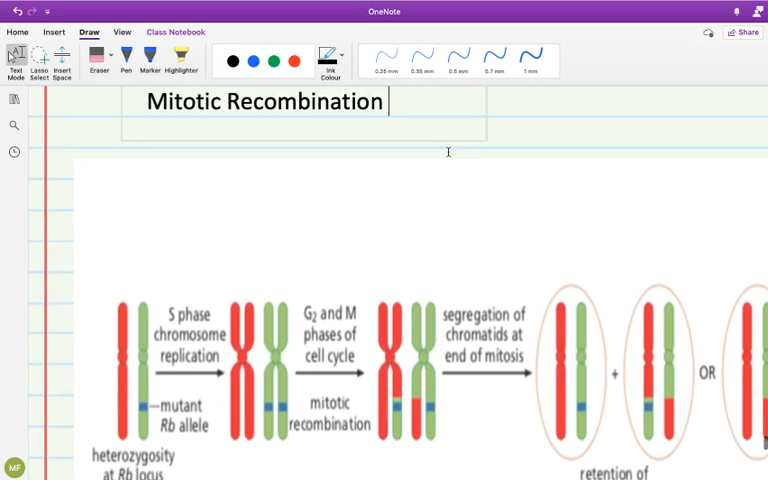 OneNote
Home Insert Draw View Class Notebook
Share
Text Mode
Lasso Select
Insert Space
Eraser
Pen
Marker
Highlighter
Ink Colour
0.25 mm
0.35 mm
0.5 mm
0.7 mm
1 mm
Mitotic Recombination
S phase
chromosome
replication
G2 and M
phases of
cell cycle
segregation of
chromatids at
end of mitosis
mutant
Rb allele
mitotic
recombination
+
OR
heterozygosity
at Rb locus
retention of
MF